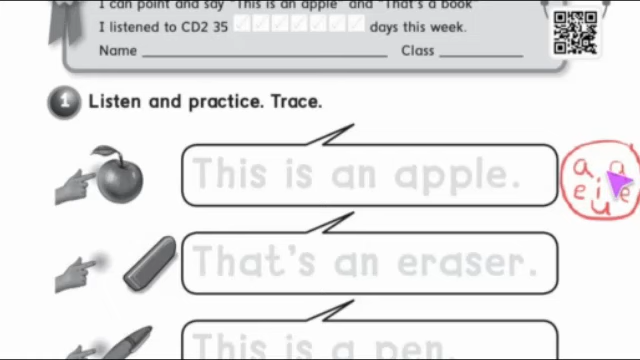 I can point and say "This is an apple" and "That's a book"
I listened to CD2 35 days this week.
Name Class
1 Listen and practice. Trace.
This is an apple.
a a
e i e
u
That's an eraser.
This is a pen.